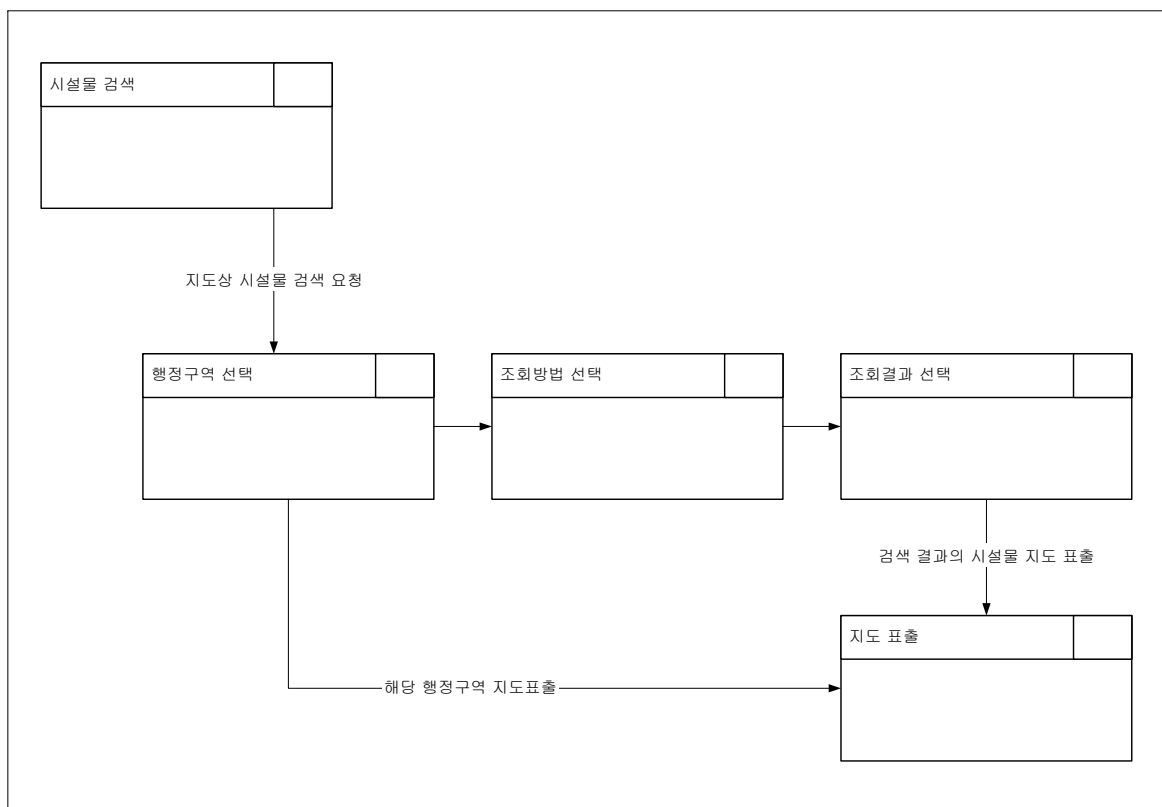 시설물 검색
지도상 시설물 검색 요청
행정구역 선택
조회방법 선택
조회결과 선택
검색 결과의 시설물 지도 표출
지도 표출
해당 행정구역 지도표출